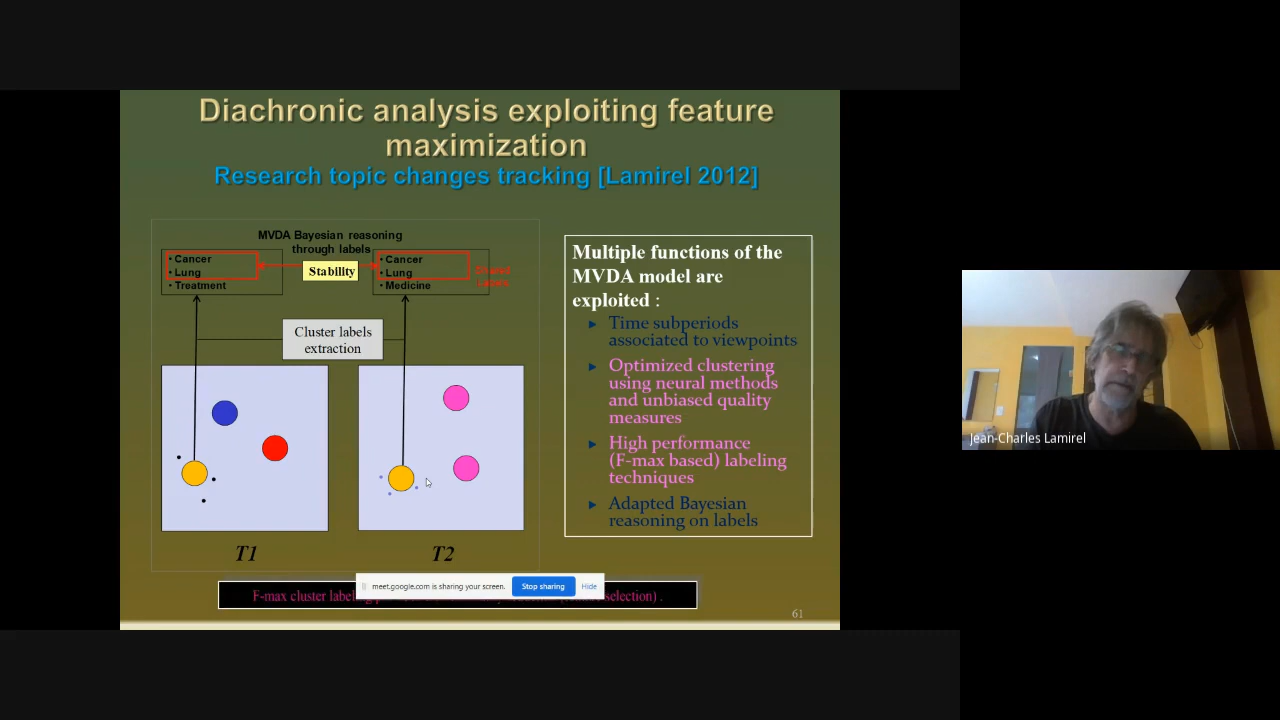 Diachronic analysis exploiting feature
maximization
Research topic changes tracking [Lamirel 2012]
MVDA Bayesian reasoning
through labels
• Cancer
• Lung
• Treatment
Stability
• Cancer
• Lung
• Medicine
Cluster labels
extraction
T1
T2
Multiple functions of the
MVDA model are
exploited :
Time subperiods
associated to viewpoints
Optimized clustering
using neural methods
and unbiased quality
measures
High performance
(F-max based) labeling
techniques
Adapted Bayesian
reasoning on labels
meet.google.com is sharing your screen.
Stop sharing
Hide
F-max cluster selection) .
61
Jean-Charles Lamirel